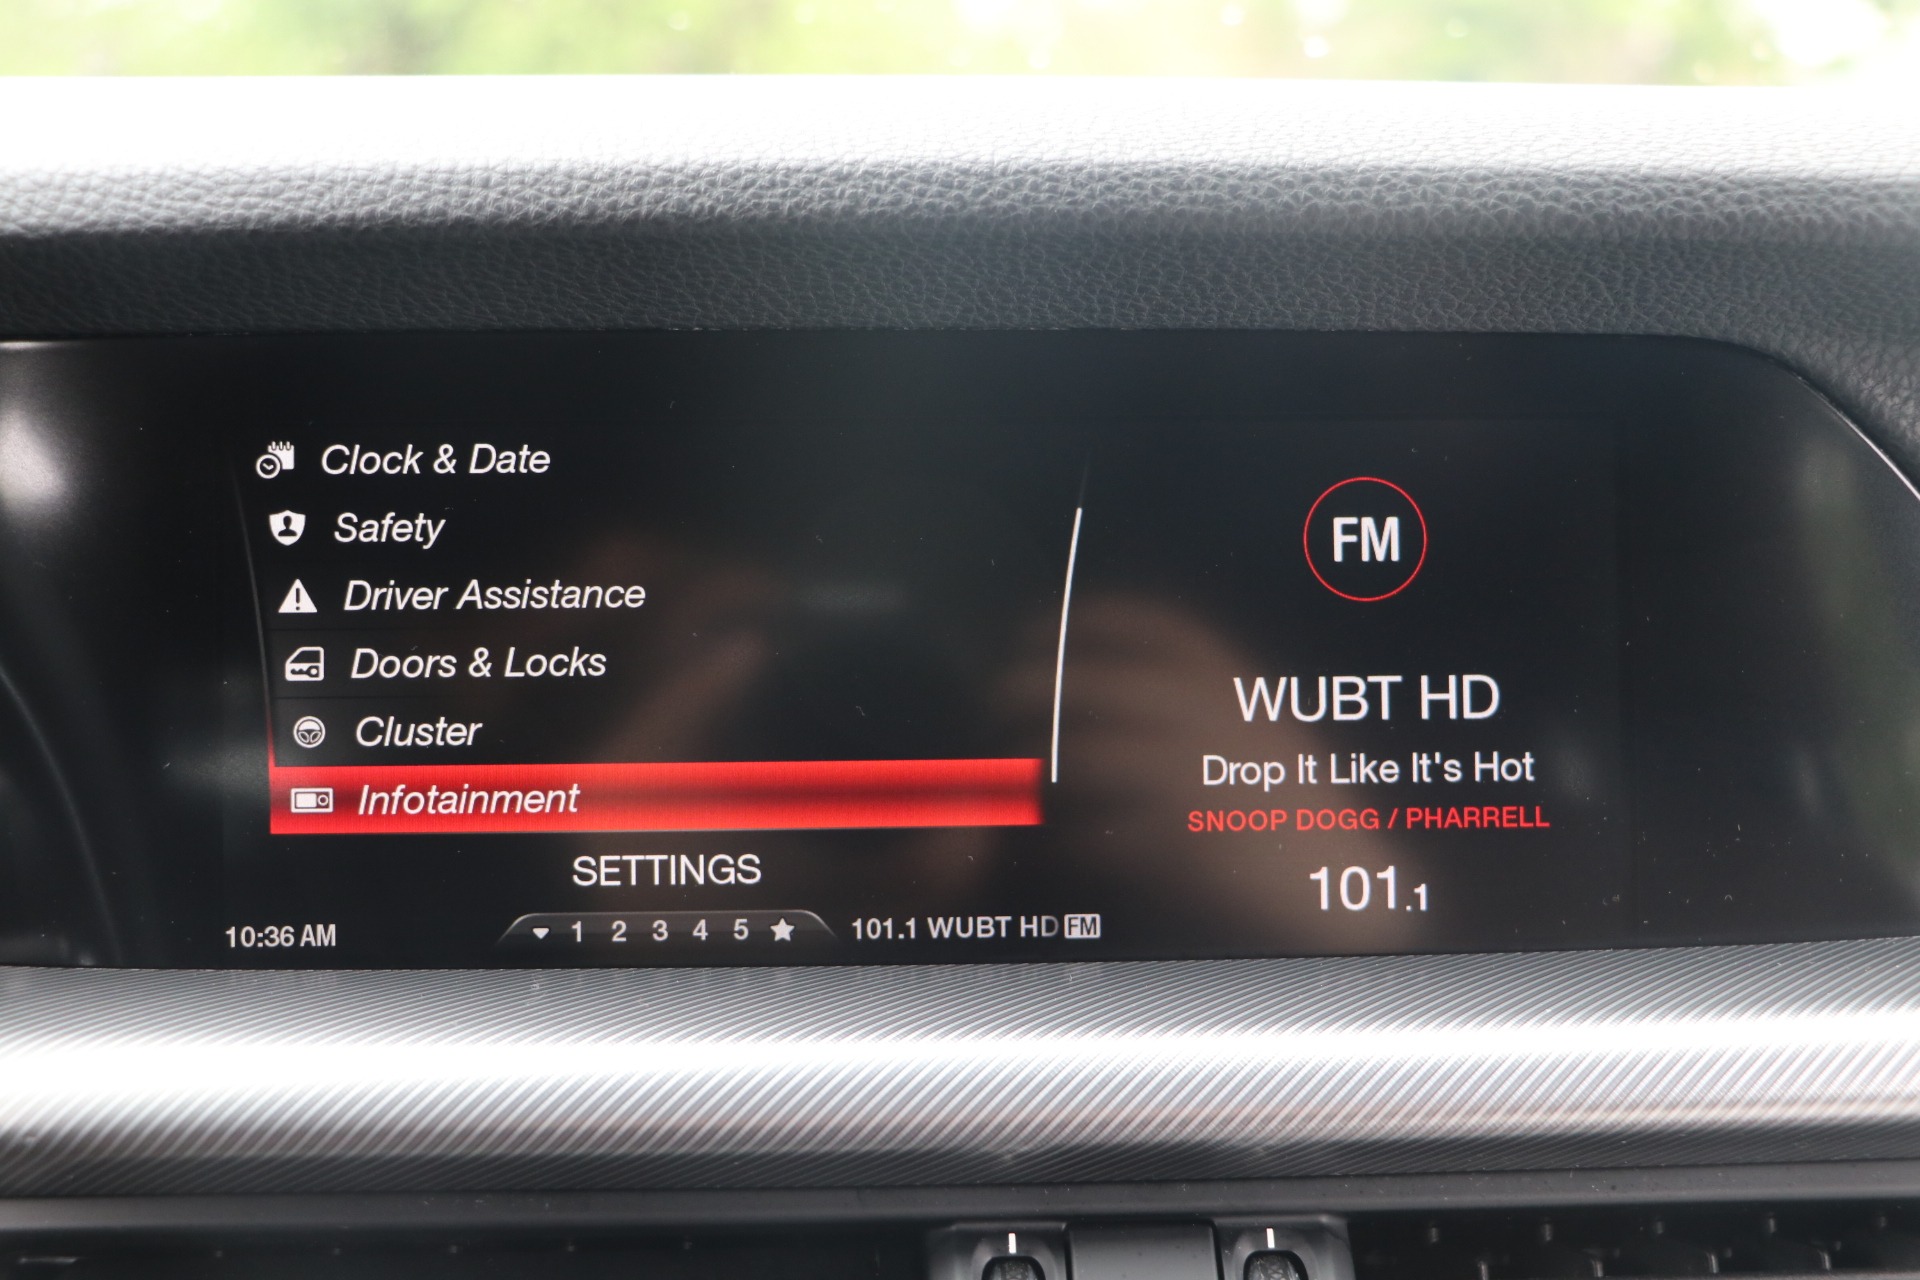 Clock & Date
Safety
Driver Assistance
Doors & Locks
Cluster
Infotainment
SETTINGS
10:36 AM
1 2 3 4 5
101.1 WUBT HD FM
FM
WUBT HD
Drop It Like It's Hot
SNOOP DOGG / PHARRELL
101.1